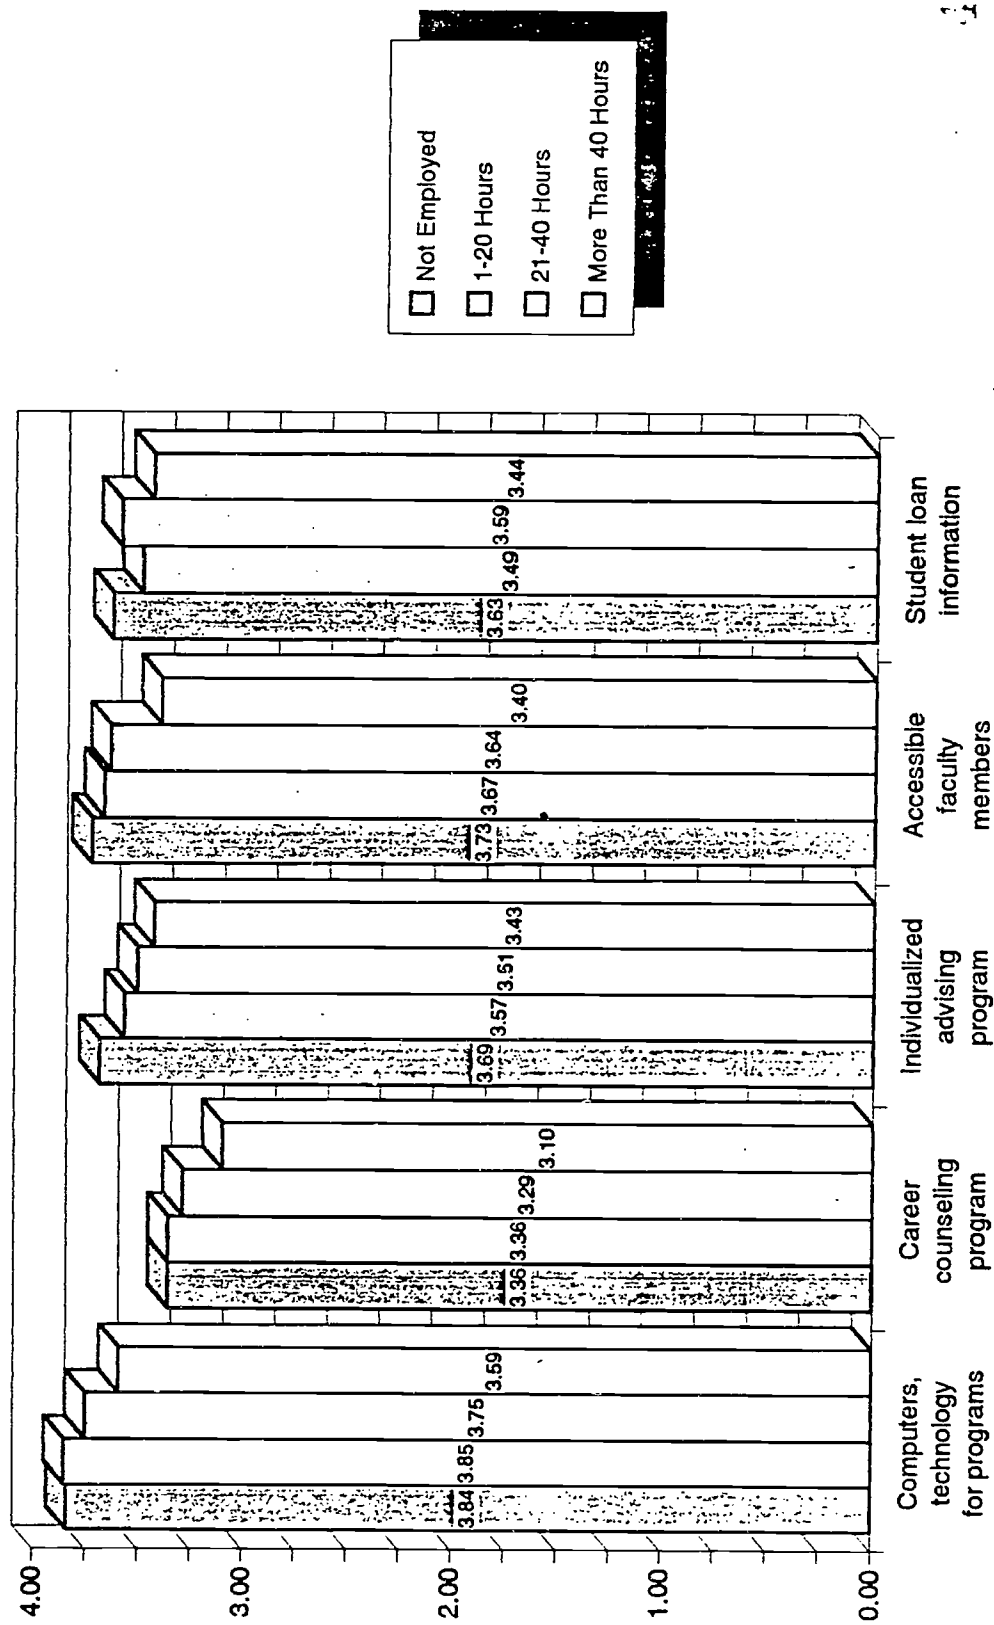 4.00
3.00
2.00
1.00
0.00
3.84
3.85
3.75
3.59
3.36
3.36
3.29
3.10
3.69
3.57
3.51
3.43
3.73
3.67
3.64
3.40
3.63
3.49
3.59
3.44
Computers,
technology
for programs
Career
counseling
program
Individualized
advising
program
Accessible
faculty
members
Student loan
information
Not Employed
1-20 Hours
21-40 Hours
More Than 40 Hours